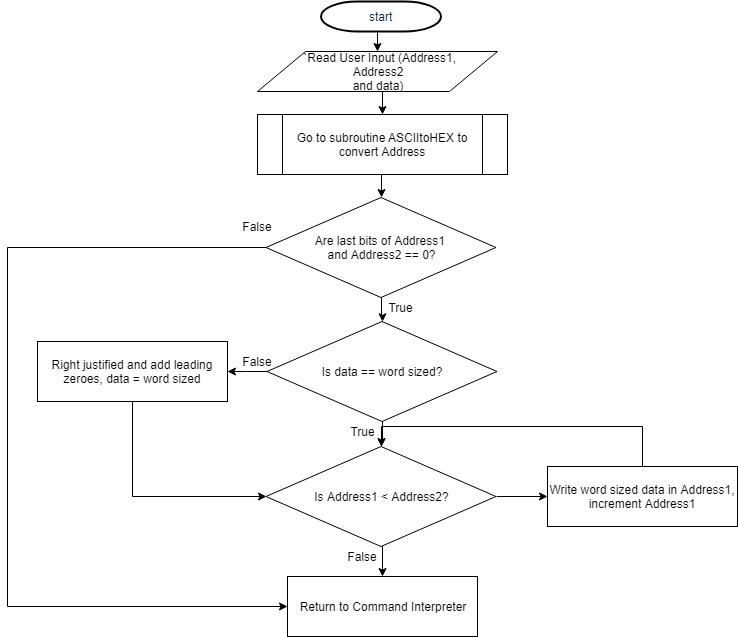 start
`Read User Input (Address1,
Address2
and data)
Go to subroutine ASCIItoHEX to
convert Address
False
Are last bits of Address1
and Address2 == 0?
True
Right justified and add leading
zeroes, data = word sized
False
Is data == word sized?
True
Is Address1 < Address2?
Write word sized data in Address1,
increment Address1
False
Return to Command Interpreter